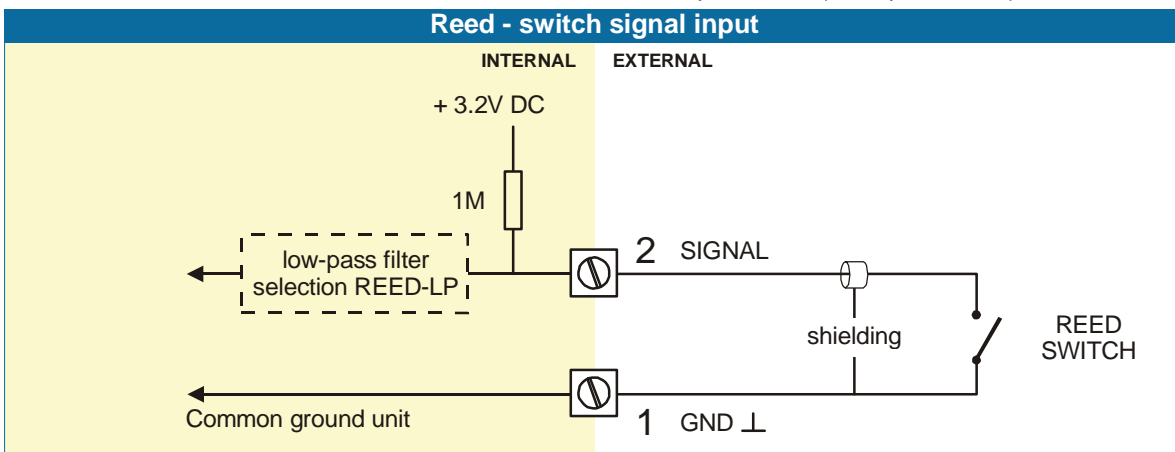 Reed - switch signal input
INTERNAL EXTERNAL
+ 3.2V DC
1M
low-pass filter
selection REED-LP
2 SIGNAL
shielding
REED
SWITCH
Common ground unit
1 GND ⊥